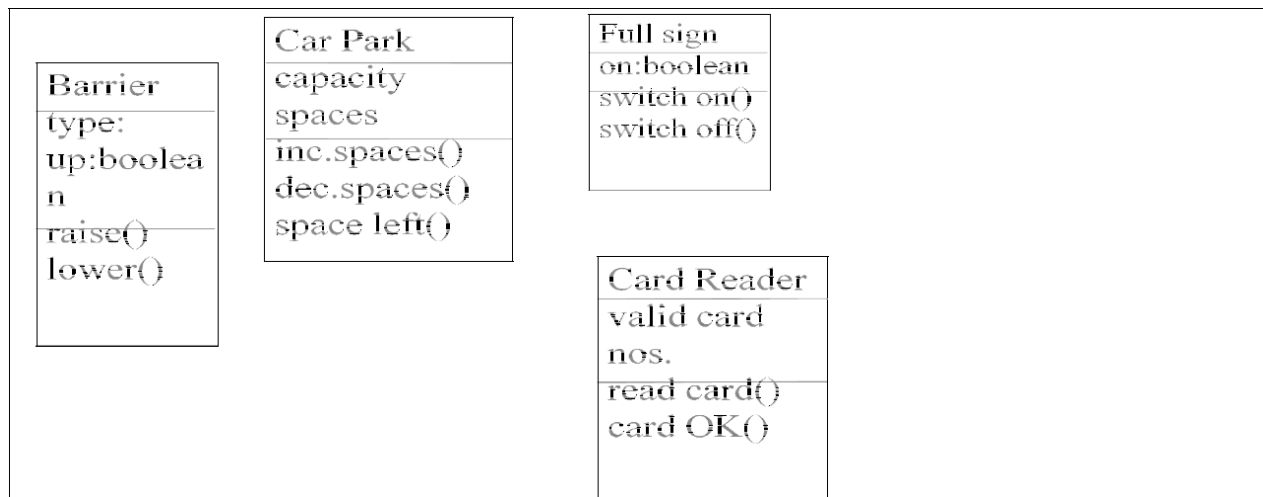 Barrier
type:
up:boolea
n
raise()
lower()
Car Park
capacity
spaces
inc.spaces()
dec.spaces()
space left()
Full sign
on:boolean
switch on()
switch off()
Card Reader
valid card
nos.
read card()
card OK()